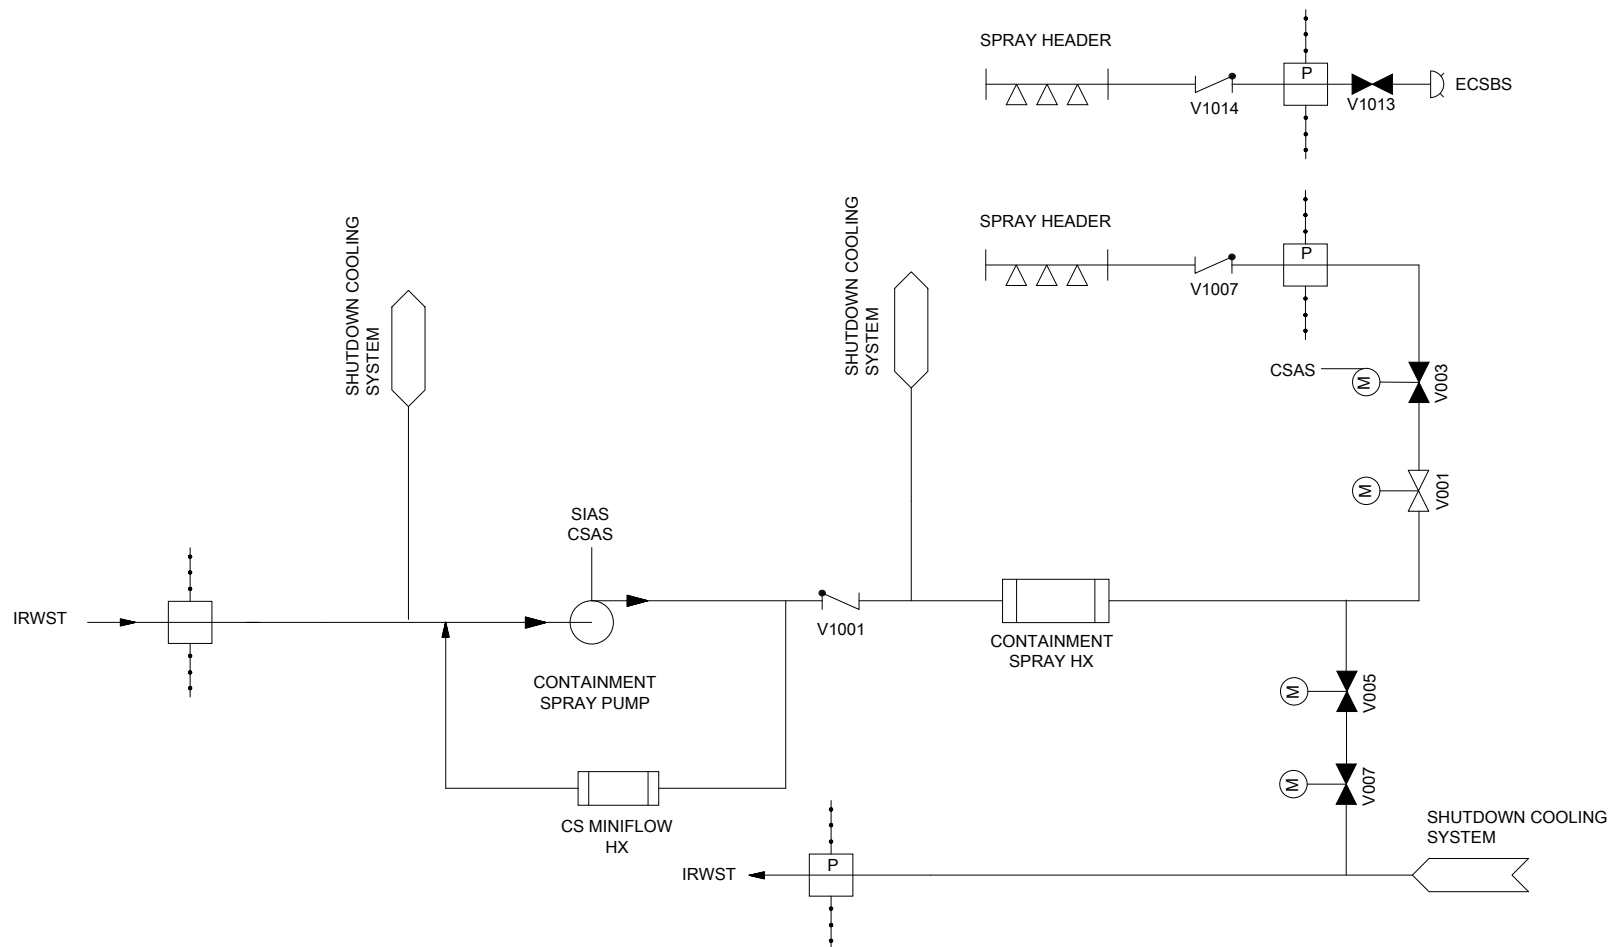 SPRAY HEADER
P
V1014
V1013
ECSBS
SPRAY HEADER
P
V1007
SHUTDOWN COOLING
SYSTEM
SHUTDOWN COOLING
SYSTEM
CSAS
M
V003
M
V001
SIAS
CSAS
IRWST
V1001
CONTAINMENT
SPRAY HX
CONTAINMENT
SPRAY PUMP
M
V005
M
V007
CS MINIFLOW
HX
SHUTDOWN COOLING
SYSTEM
IRWST
P